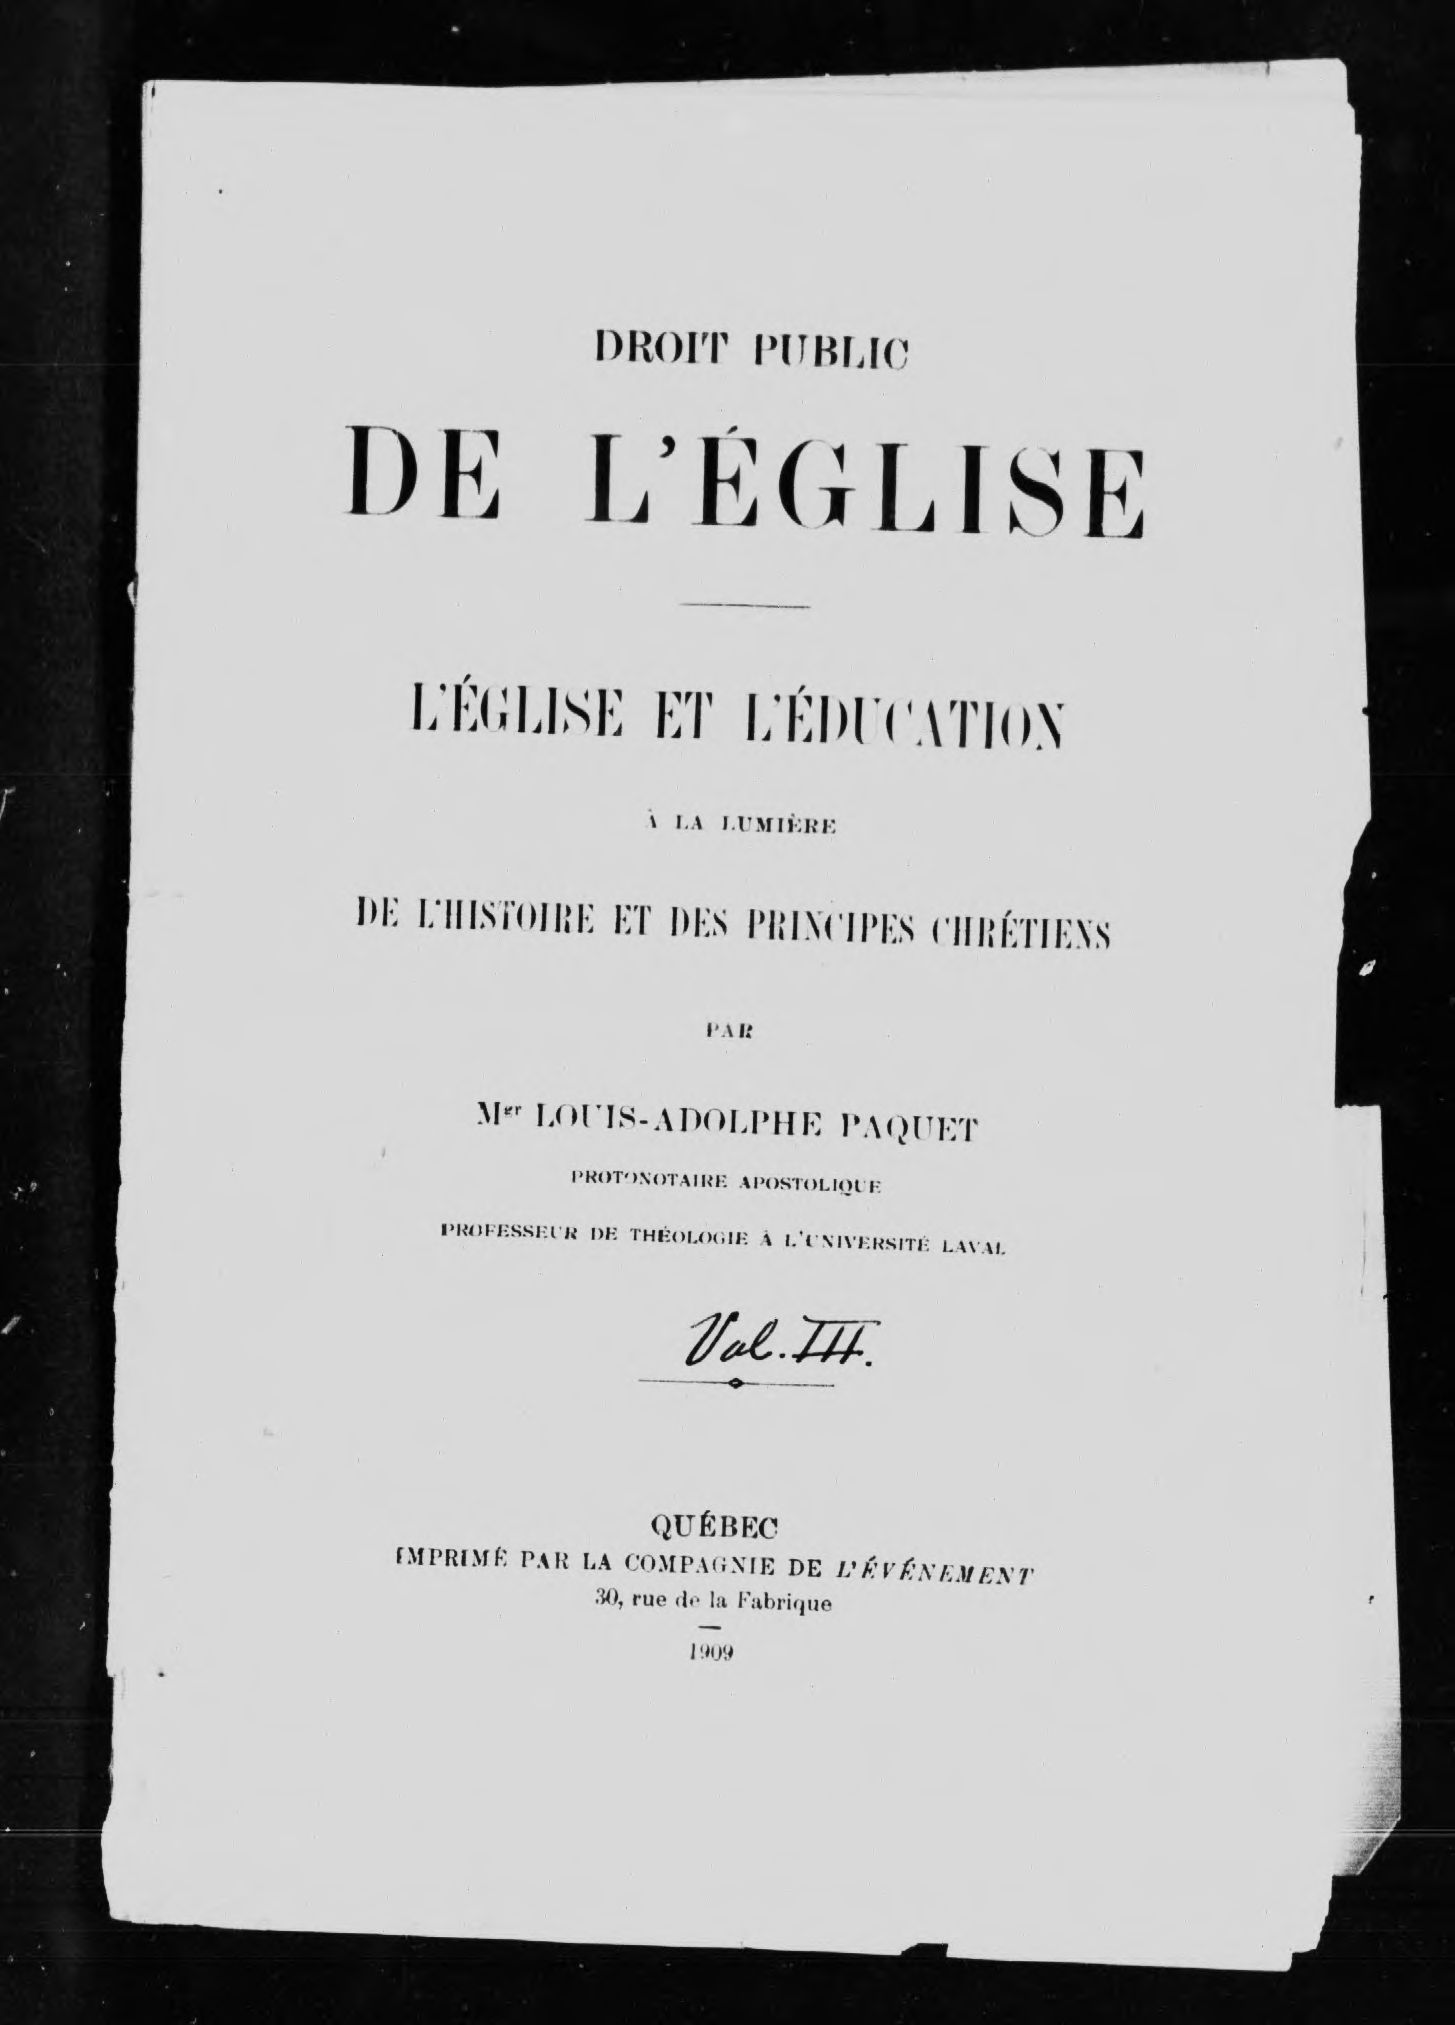 DROIT PUBLIC
DE L'ÉGLISE
L'ÉGLISE ET L'ÉDUCATION
À LA LUMIÈRE
DE L'HISTOIRE ET DES PRINCIPES CHRÉTIENS
PAR
Mgr LOUIS-ADOLPHE PAQUET
PROTONOTAIRE APOSTOLIQUE
PROFESSEUR DE THÉOLOGIE À L'UNIVERSITÉ LAVAL
Vol. III.
QUÉBEC
IMPRIMÉ PAR LA COMPAGNIE DE L'ÉVÉNEMENT
30, rue de la Fabrique
1909